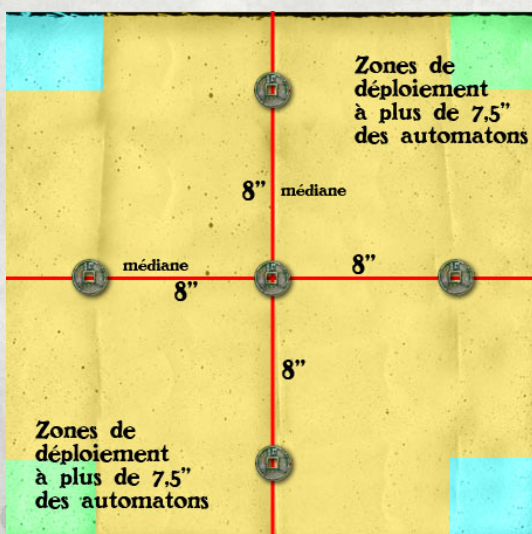 Zones de
déploiement
à plus de 7,5"
des automatons
8" médiane
médiane
8"
8"
8"
Zones de
déploiement
à plus de 7,5"
des automatons